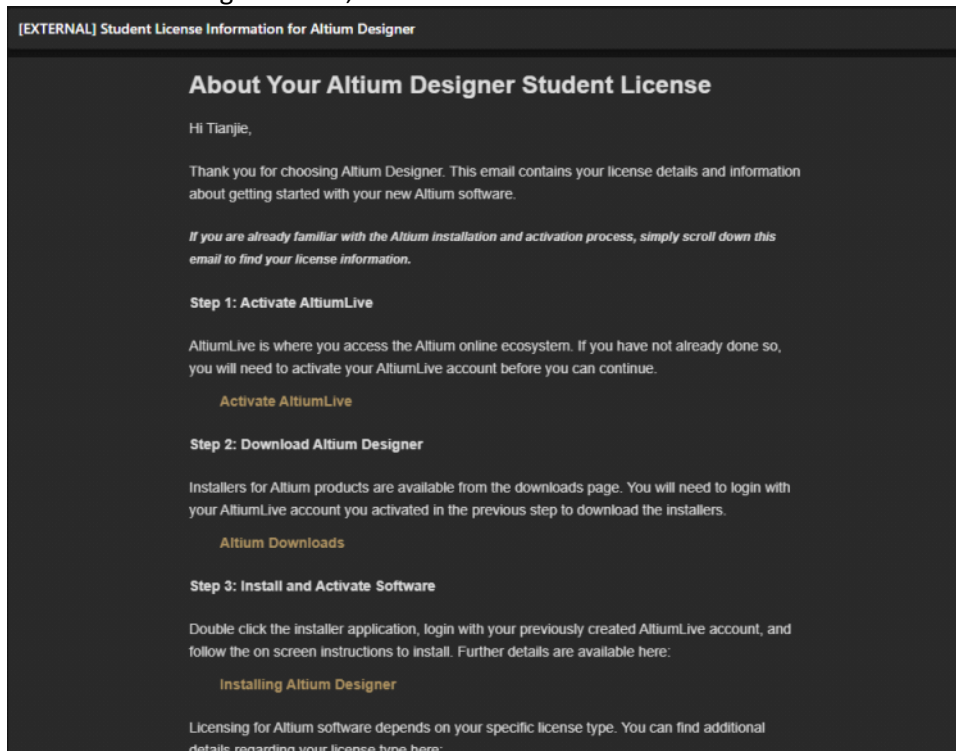 [EXTERNAL] Student License Information for Altium Designer
About Your Altium Designer Student License
Hi Tianjie,
Thank you for choosing Altium Designer. This email contains your license details and information
about getting started with your new Altium software.
If you are already familiar with the Altium installation and activation process, simply scroll down this
email to find your license information.
Step 1: Activate AltiumLive
AltiumLive is where you access the Altium online ecosystem. If you have not already done so,
you will need to activate your AltiumLive account before you can continue.
Activate AltiumLive
Step 2: Download Altium Designer
Installers for Altium products are available from the downloads page. You will need to login with
your AltiumLive account you activated in the previous step to download the installers.
Altium Downloads
Step 3: Install and Activate Software
Double click the installer application, login with your previously created AltiumLive account, and
follow the on screen instructions to install. Further details are available here:
Installing Altium Designer
Licensing for Altium software depends on your specific license type. You can find additional
details regarding your license type here: